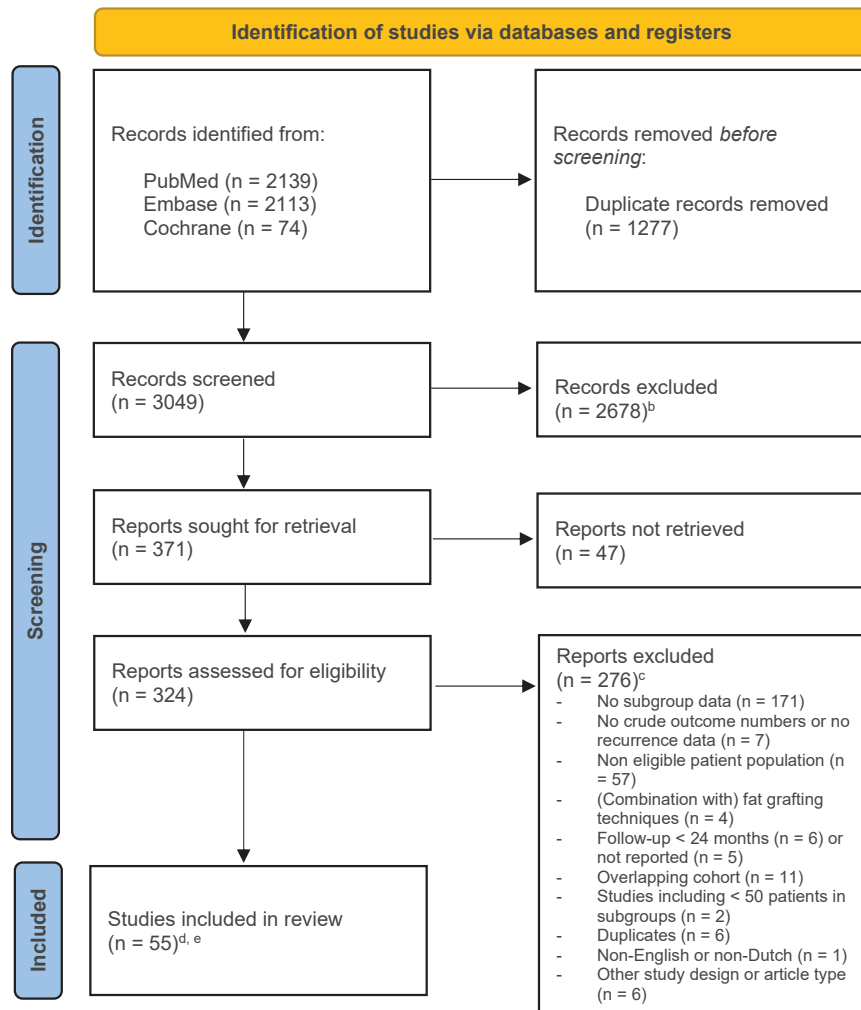 Identification of studies via databases and registers
Identification
Records identified from:
PubMed (n = 2139)
Embase (n = 2113)
Cochrane (n = 74)
Records removed before
screening:
Duplicate records removed
(n = 1277)
Screening
Records screened
(n = 3049)
Records excluded
(n = 2678)b
Reports sought for retrieval
(n = 371)
Reports not retrieved
(n = 47)
Reports assessed for eligibility
(n = 324)
Reports excluded
(n = 276)c
- No subgroup data (n = 171)
- No crude outcome numbers or no
recurrence data (n = 7)
- Non eligible patient population (n
= 57)
- (Combination with) fat grafting
techniques (n = 4)
- Follow-up < 24 months (n = 6) or
not reported (n = 5)
- Overlapping cohort (n = 11)
- Studies including < 50 patients in
subgroups (n = 2)
- Duplicates (n = 6)
- Non-English or non-Dutch (n = 1)
- Other study design or article type
(n = 6)
Included
Studies included in review
(n = 55)d, e